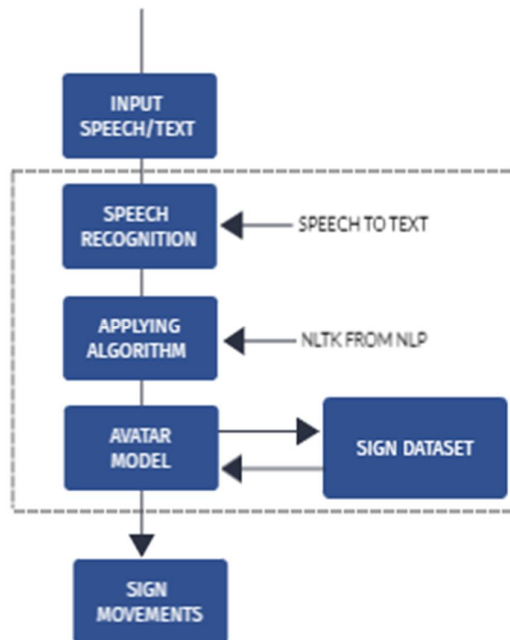 INPUT
SPEECH/TEXT
SPEECH
RECOGNITION
SPEECH TO TEXT
APPLYING
ALGORITHM
NLTK FROM NLP
AVATAR
MODEL
SIGN DATASET
SIGN
MOVEMENTS